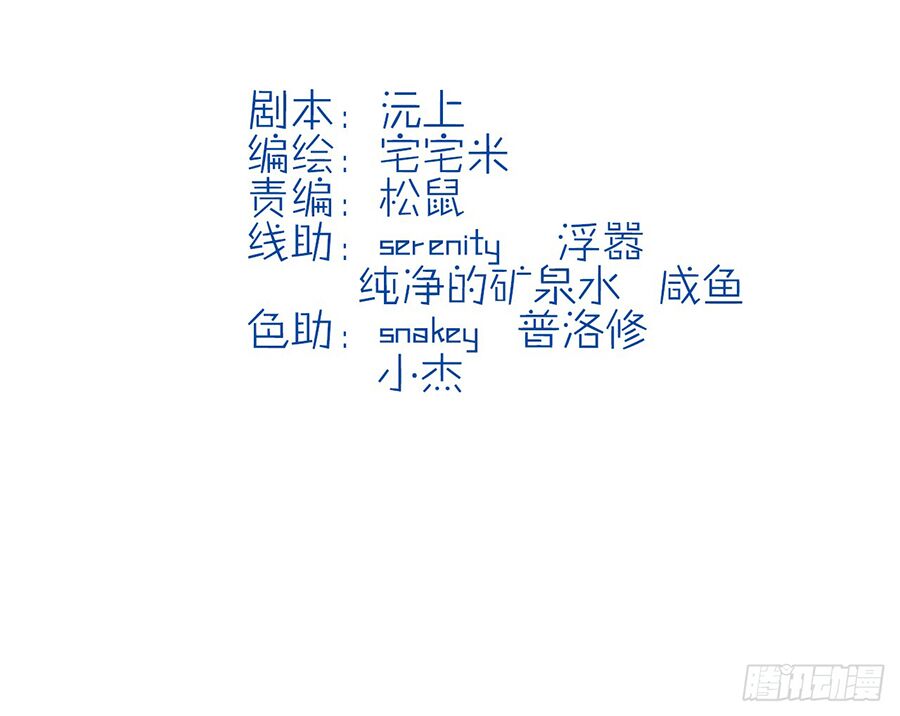 剧本：沅上
编绘：宅宅米
责编：松鼠
线助：serenity 浮嚣
纯净的矿泉水 咸鱼
色助：snakey 普洛修
小杰
腾讯动漫